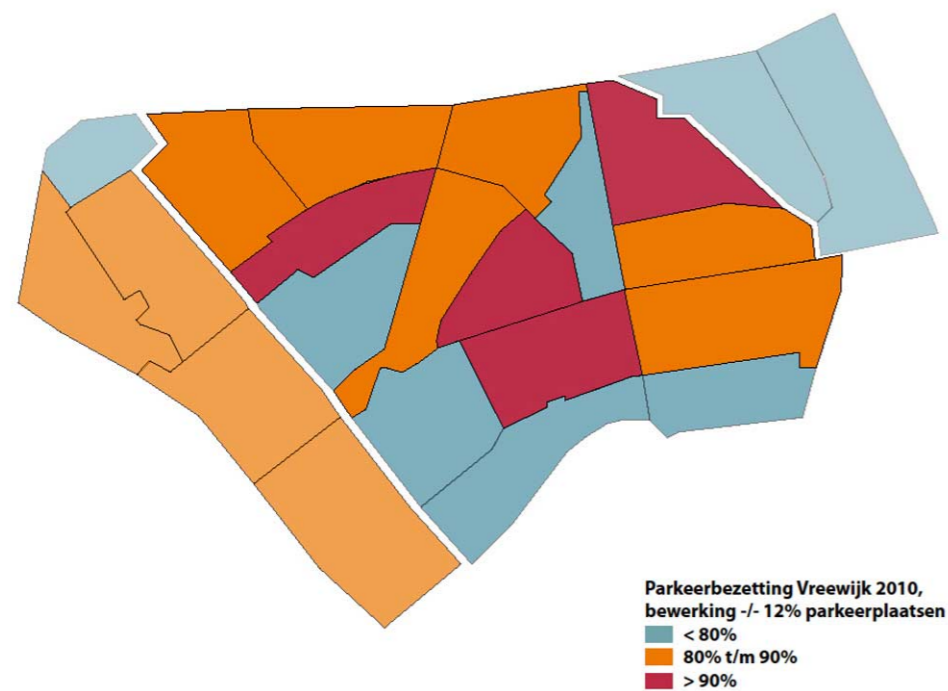 Parkeerbezetting Vreewijk 2010,
bewerking -/- 12% parkeerplaatsen
< 80%
80% t/m 90%
> 90%